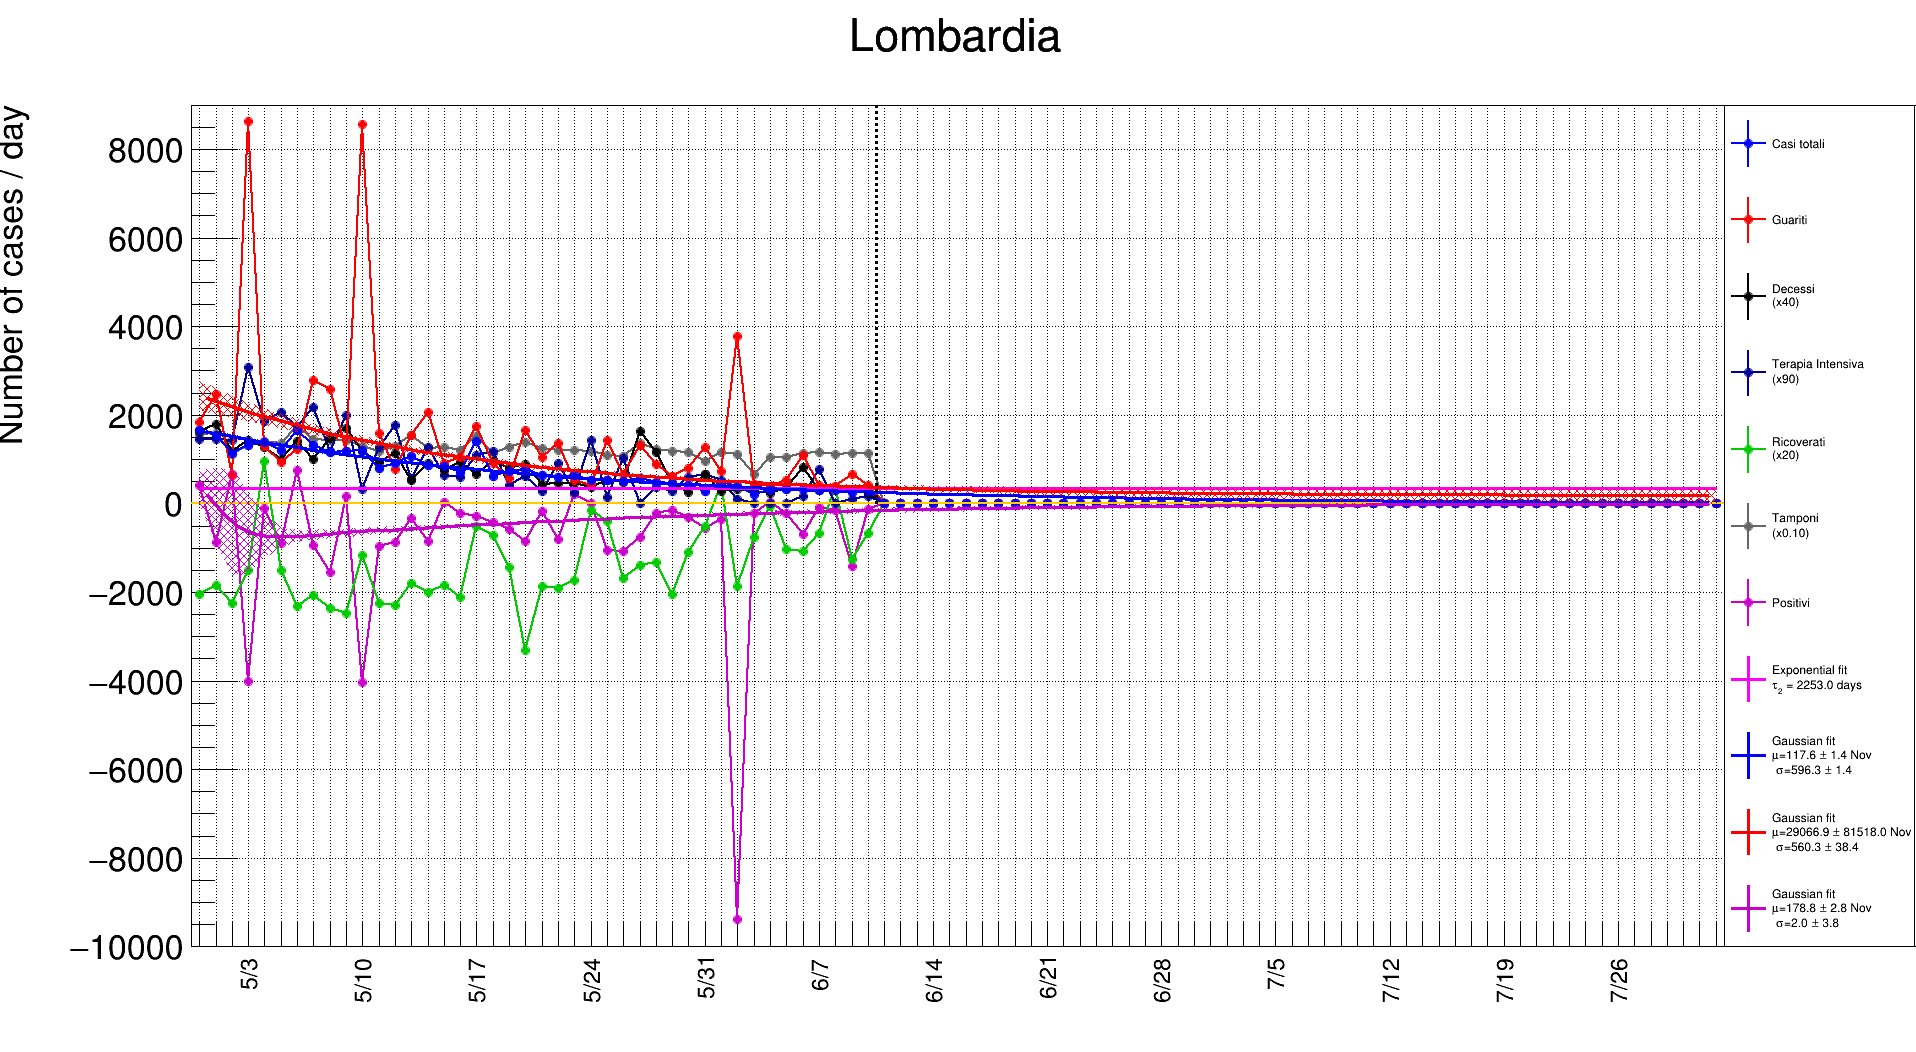 Lombardia
Number of cases / day
8000
6000
4000
2000
0
−2000
−4000
−6000
−8000
−10000
5/3
5/10
5/17
5/24
5/31
6/7
6/14
6/21
6/28
7/5
7/12
7/19
7/26
Casi totali
Guariti
Decessi
(x40)
Terapia Intensiva
(x90)
Ricoverati
(x20)
Tamponi
(x0.10)
Positivi
Exponential fit
τ2 = 2253.0 days
Gaussian fit
μ=117.6 ± 1.4 Nov
σ=596.3 ± 1.4
Gaussian fit
μ=29066.9 ± 81518.0 Nov
σ=560.3 ± 38.4
Gaussian fit
μ=178.8 ± 2.8 Nov
σ=2.0 ± 3.8